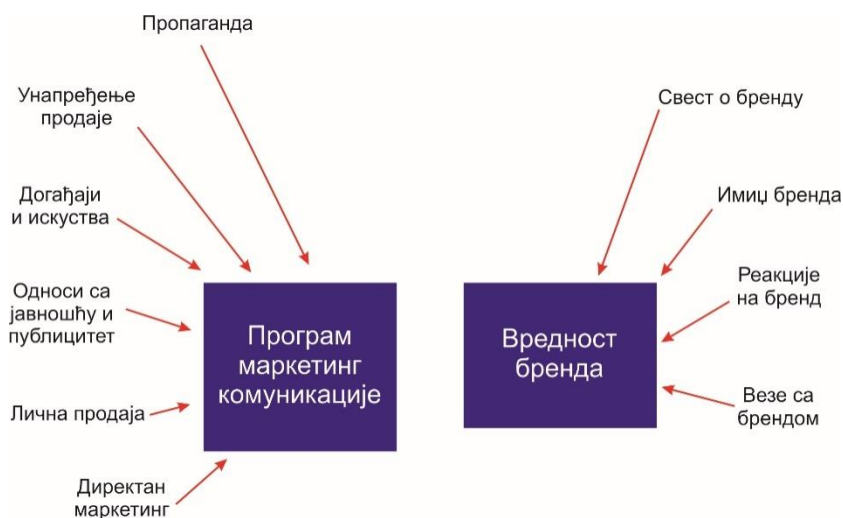 Пропаганда
Унапређење
продаје
Догађаји
и искуства
Односи са
јавношћу и
публицитет
Лична продаја
Директан
маркетинг
Програм
маркетинг
комуникације
Свест о бренду
Имиџ бренда
Реакције
на бренд
Везе са
брендом
Вредност
бренда